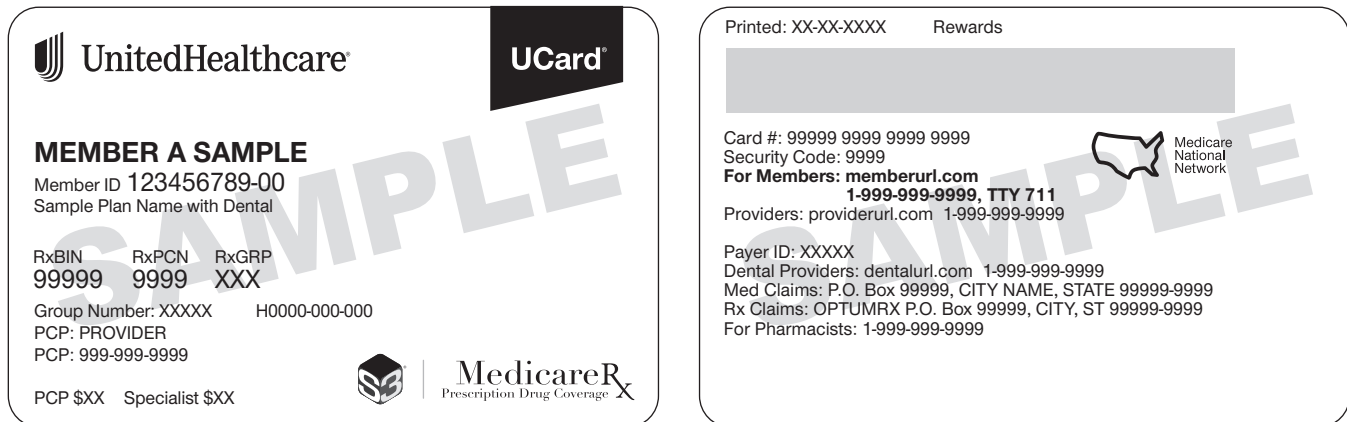 UnitedHealthcare®
UCard®
SAMPLE
MEMBER A SAMPLE
Member ID 123456789-00
Sample Plan Name with Dental
RxBIN RxPCN RxGRP
99999 9999 XXX
Group Number: XXXXX H0000-000-000
PCP: PROVIDER
PCP: 999-999-9999
PCP $XX Specialist $XX
S3
MedicareRx
Prescription Drug Coverage
Printed: XX-XX-XXXX Rewards
SAMPLE
Card #: 99999 9999 9999 9999
Security Code: 9999
For Members: memberurl.com
1-999-999-9999, TTY 711
Providers: providerurl.com 1-999-999-9999
Medicare
National
Network
Payer ID: XXXXX
Dental Providers: dentalurl.com 1-999-999-9999
Med Claims: P.O. Box 99999, CITY NAME, STATE 99999-9999
Rx Claims: OPTUMRX P.O. Box 99999, CITY, ST 99999-9999
For Pharmacists: 1-999-999-9999